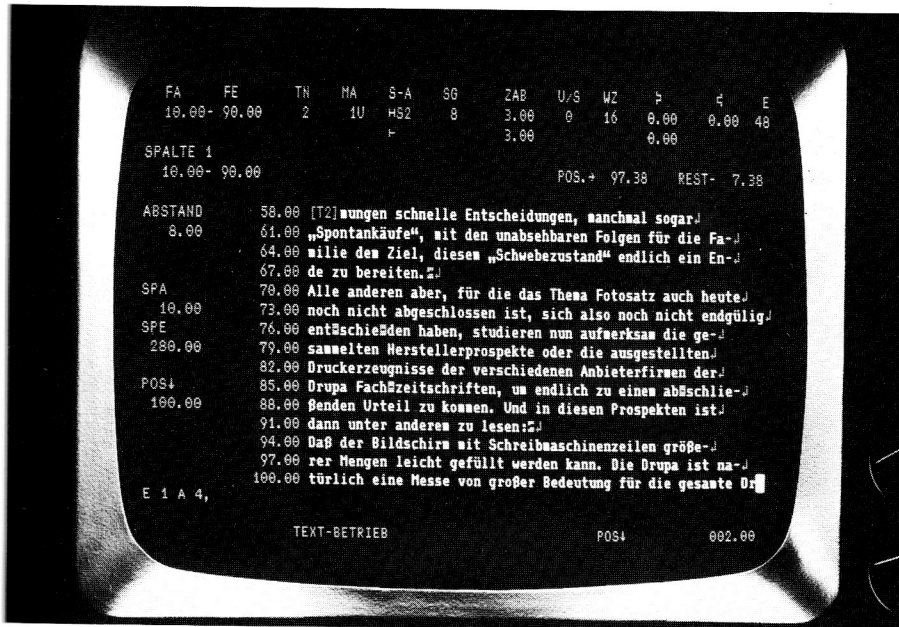 FA FE TN MA S-A SG ZAB U/S WZ E
10.00- 90.00 2 1U HS2 8 3.00 0 16 0.00 0.00 48
⊢ 3.00 0.00
SPALTE 1
10.00- 90.00 POS.→ 97.38 REST- 7.38
ABSTAND 58.00 [T2]mungen schnelle Entscheidungen, manchmal sogar↲
8.00 61.00 „Spontankäufe“, mit den unabsehbaren Folgen für die Fa-↲
64.00 milie dem Ziel, diesem „Schwebezustand“ endlich ein En-↲
67.00 de zu bereiten.↲
SPA 70.00 Alle anderen aber, für die das Thema Fotosatz auch heute↲
10.00 73.00 noch nicht abgeschlossen ist, sich also noch nicht endgülig↲
SPE 76.00 entschieden haben, studieren nun aufmerksam die ge-↲
280.00 79.00 sammelten Herstellerprospekte oder die ausgestellten↲
82.00 Druckerzeugnisse der verschiedenen Anbieterfirmen der↲
POS↓ 85.00 Drupa Fachzeitschriften, um endlich zu einem abschlie-↲
100.00 88.00 ßenden Urteil zu kommen. Und in diesen Prospekten ist↲
91.00 dann unter anderem zu lesen:↲
94.00 Daß der Bildschirm mit Schreibmaschinenzeilen größe-↲
97.00 rer Mengen leicht gefüllt werden kann. Die Drupa ist na-↲
100.00 türlich eine Messe von großer Bedeutung für die gesamte Dr
E 1 A 4,
TEXT-BETRIEB POS↓ 002.00